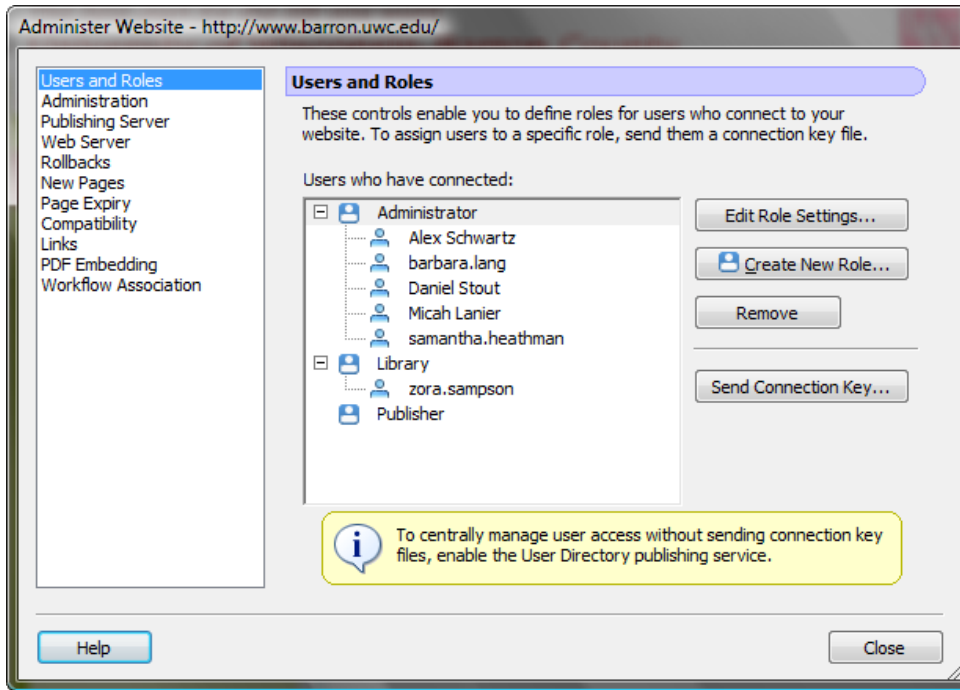 Administer Website - http://www.barron.uwc.edu/
Users and Roles
Administration
Publishing Server
Web Server
Rollbacks
New Pages
Page Expiry
Compatibility
Links
PDF Embedding
Workflow Association
Users and Roles
These controls enable you to define roles for users who connect to your
website. To assign users to a specific role, send them a connection key file.
Users who have connected:
Administrator
Alex Schwartz
barbara.lang
Daniel Stout
Micah Lanier
samantha.heathman
Library
zora.sampson
Publisher
Edit Role Settings...
Create New Role...
Remove
Send Connection Key...
To centrally manage user access without sending connection key
files, enable the User Directory publishing service.
Help
Close